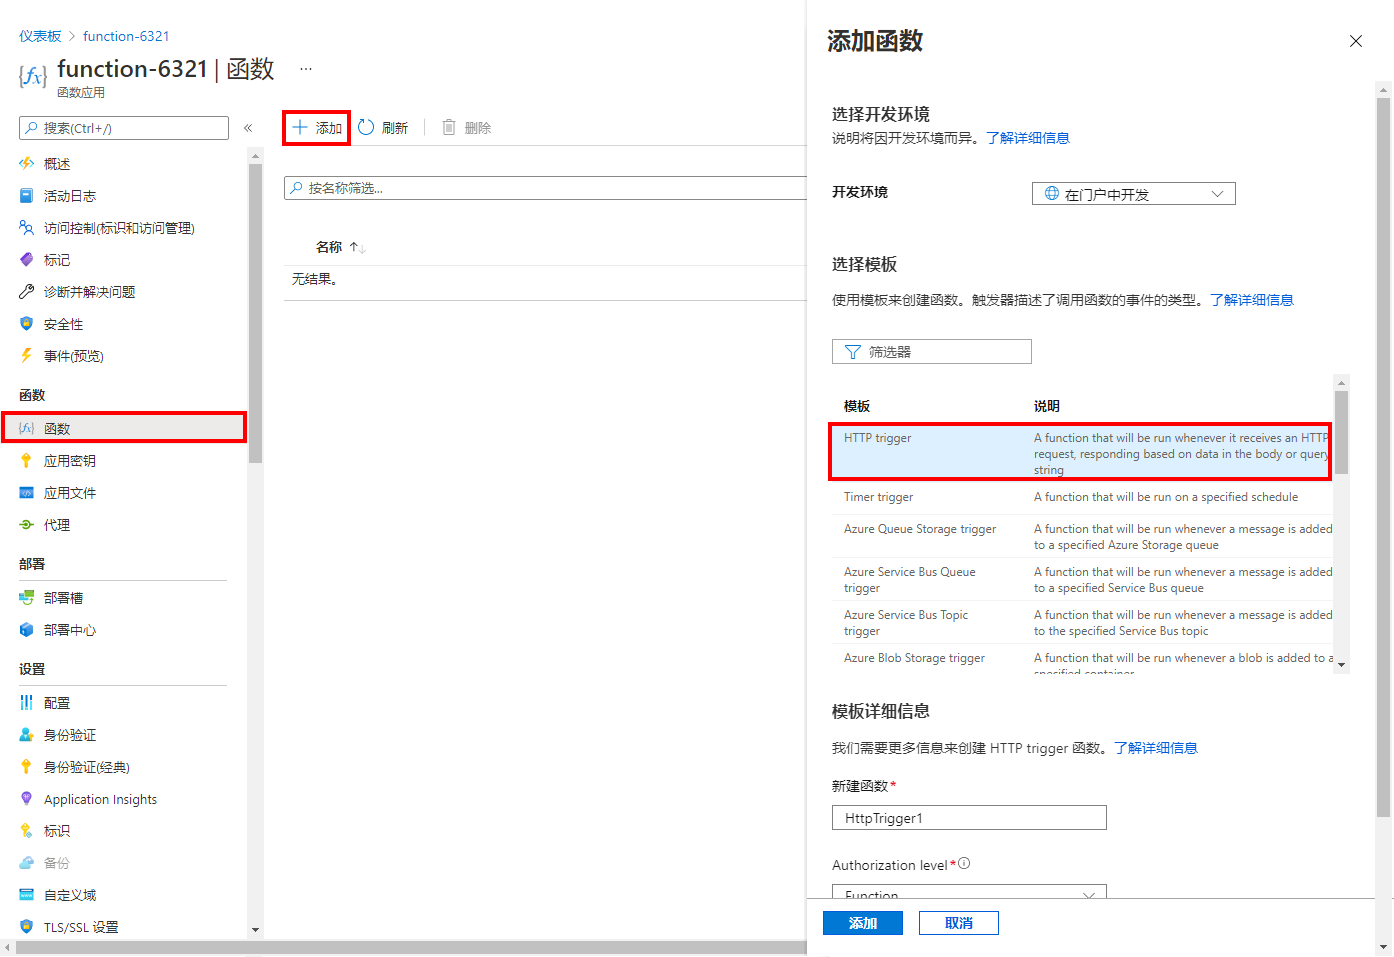 仪表板 > function-6321
function-6321 | 函数 ...
函数应用
搜索(Ctrl+/)
«
概述
活动日志
访问控制(标识和访问管理)
标记
诊断并解决问题
安全性
事件(预览)
函数
函数
应用密钥
应用文件
代理
部署
部署槽
部署中心
设置
配置
身份验证
身份验证(经典)
Application Insights
标识
备份
自定义域
TLS/SSL 设置
添加 刷新 删除
按名称筛选...
名称
无结果。
添加函数
选择开发环境
说明将因开发环境而异。了解详细信息
开发环境 在门户中开发
选择模板
使用模板来创建函数。触发器描述了调用函数的事件的类型。了解详细信息
筛选器
模板 说明
HTTP trigger A function that will be run whenever it receives an HTTP
request, responding based on data in the body or query
string
Timer trigger A function that will be run on a specified schedule
Azure Queue Storage trigger A function that will be run whenever a message is added
to a specified Azure Storage queue
Azure Service Bus Queue A function that will be run whenever a message is added
trigger to a specified Service Bus queue
Azure Service Bus Topic A function that will be run whenever a message is added
trigger to the specified Service Bus topic
Azure Blob Storage trigger A function that will be run whenever a blob is added to a
specified container
模板详细信息
我们需要更多信息来创建 HTTP trigger 函数。了解详细信息
新建函数*
HttpTrigger1
Authorization level*
Function
添加 取消